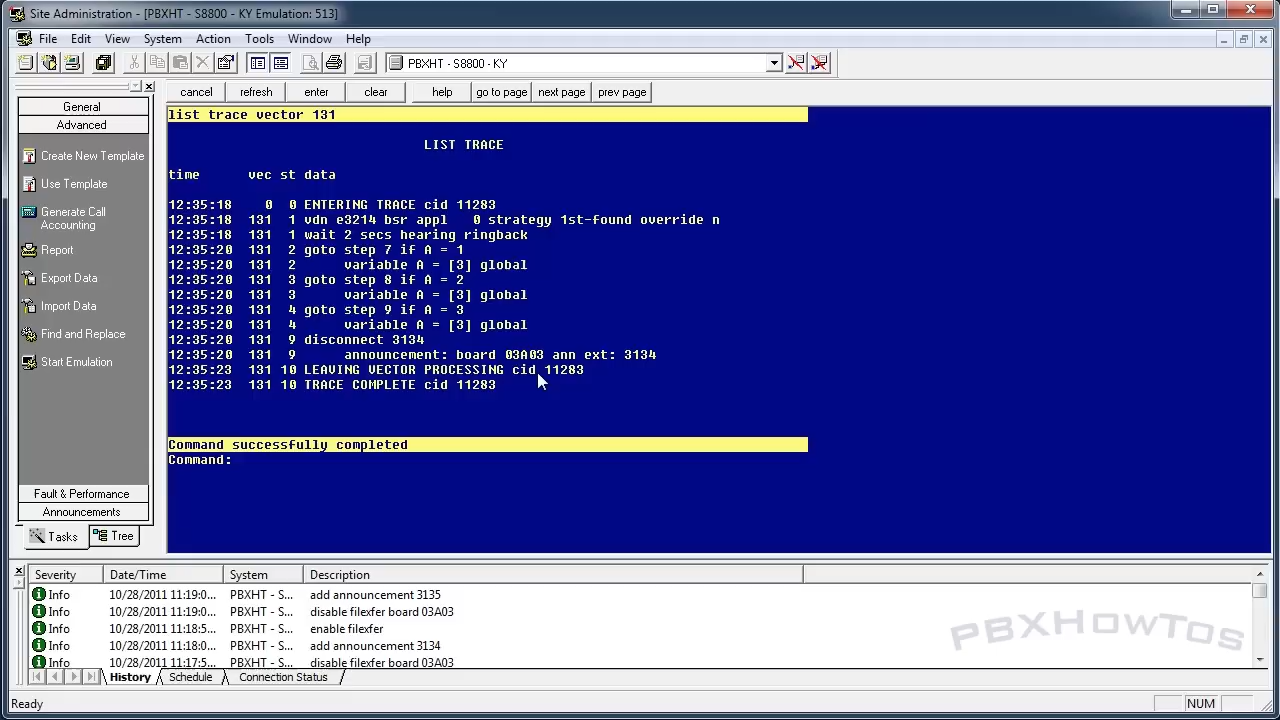 Site Administration - [PBXHT - S8800 - KY Emulation: 513]
File Edit View System Action Tools Window Help
PBXHT - S8800 - KY
cancel refresh enter clear help go to page next page prev page
General
Advanced
Create New Template
Use Template
Generate Call
Accounting
Report
Export Data
Import Data
Find and Replace
Start Emulation
Fault & Performance
Announcements
Tasks Tree
list trace vector 131
LIST TRACE
time vec st data
12:35:18 0 0 ENTERING TRACE cid 11283
12:35:18 131 1 vdn e3214 bsr appl 0 strategy 1st-found override n
12:35:18 131 1 wait 2 secs hearing ringback
12:35:20 131 2 goto step 7 if A = 1
12:35:20 131 2 variable A = [3] global
12:35:20 131 3 goto step 8 if A = 2
12:35:20 131 3 variable A = [3] global
12:35:20 131 4 goto step 9 if A = 3
12:35:20 131 4 variable A = [3] global
12:35:20 131 9 disconnect 3134
12:35:20 131 9 announcement: board 03A03 ann ext: 3134
12:35:23 131 10 LEAVING VECTOR PROCESSING cid 11283
12:35:23 131 10 TRACE COMPLETE cid 11283
Command successfully completed
Command:
Severity Date/Time System Description
Info 10/28/2011 11:19:0... PBXHT - S... add announcement 3135
Info 10/28/2011 11:19:0... PBXHT - S... disable filexfer board 03A03
Info 10/28/2011 11:18:5... PBXHT - S... enable filexfer
Info 10/28/2011 11:18:0... PBXHT - S... add announcement 3134
Info 10/28/2011 11:17:5... PBXHT - S... disable filexfer board 03A03
PBXHowTos
History Schedule Connection Status
Ready NUM